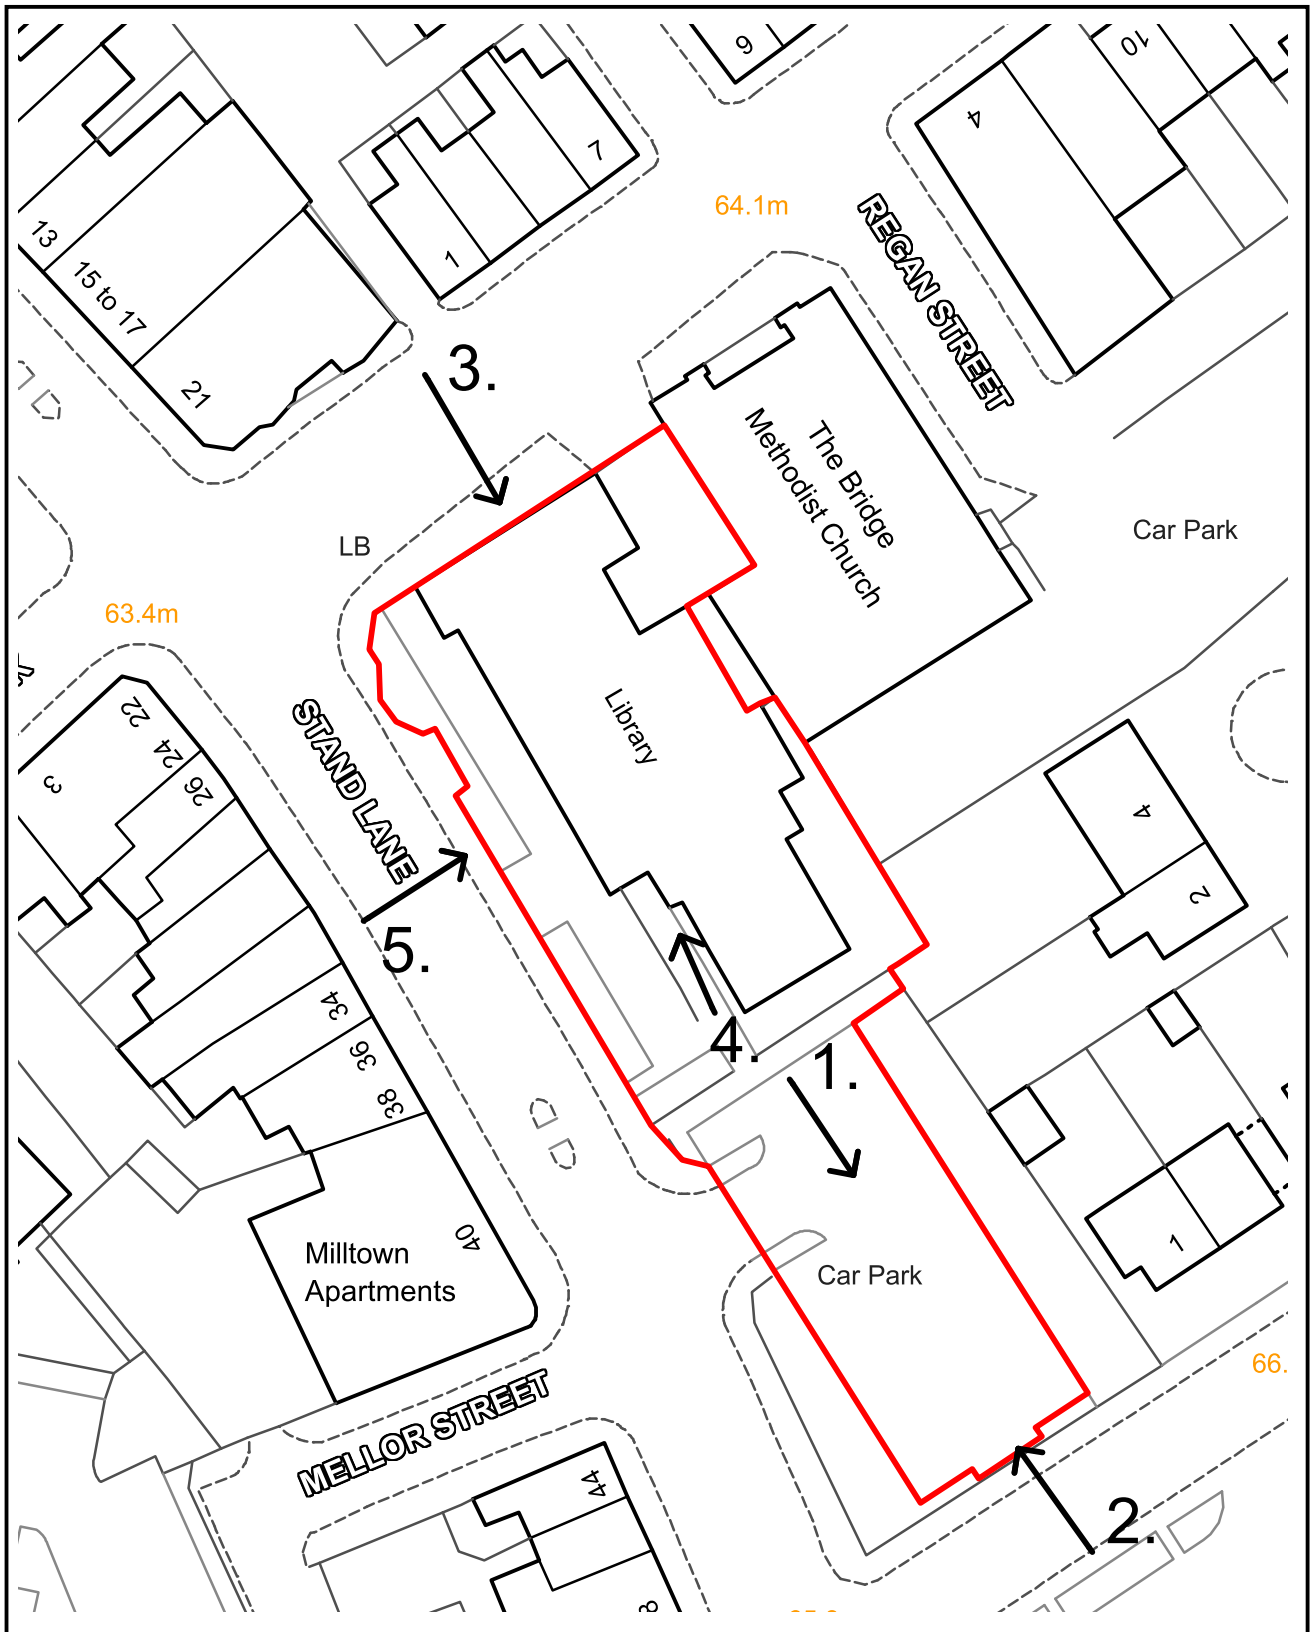 6
10
4
7
1
64.1m
REGAN STREET
13
15 to 17
21
3.
The Bridge
Methodist Church
Car Park
LB
63.4m
Library
STAND LANE
22
24
26
3
4
2
5.
34
36
38
4.
1.
40
Milltown
Apartments
Car Park
1
66.
MELLOR STREET
44
2.